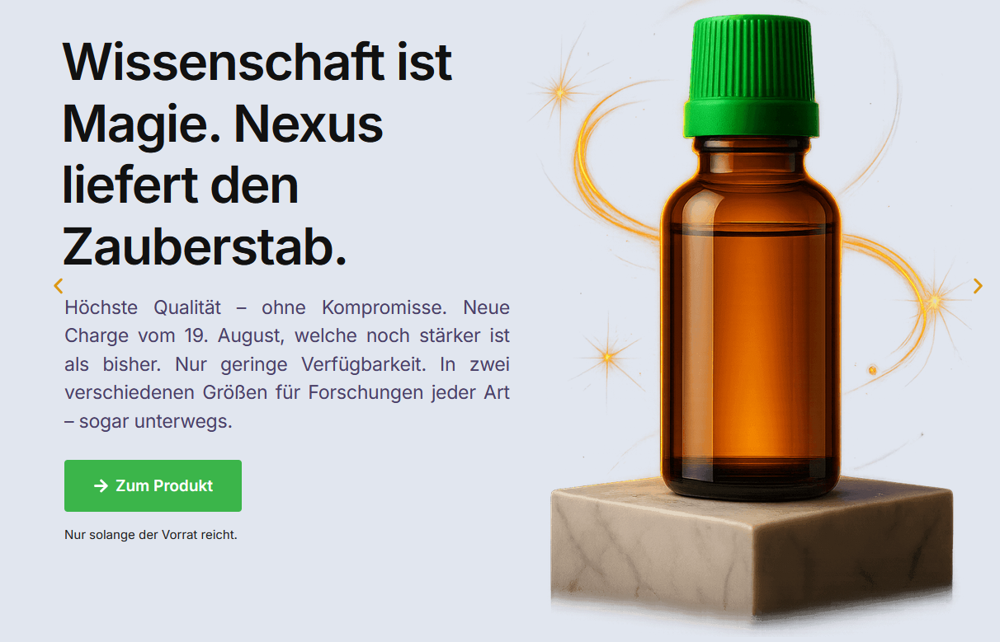 Wissenschaft ist
Magie. Nexus
liefert den
Zauberstab.
Höchste Qualität – ohne Kompromisse. Neue
Charge vom 19. August, welche noch stärker ist
als bisher. Nur geringe Verfügbarkeit. In zwei
verschiedenen Größen für Forschungen jeder Art
– sogar unterwegs.
Zum Produkt
Nur solange der Vorrat reicht.